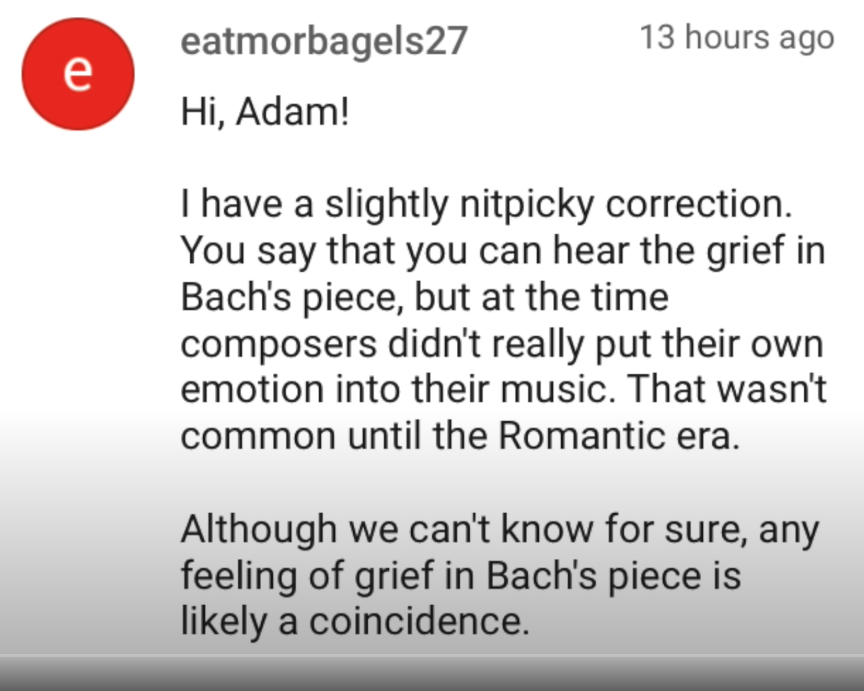 e
eatmorbagels27
13 hours ago
Hi, Adam!
I have a slightly nitpicky correction.
You say that you can hear the grief in
Bach's piece, but at the time
composers didn't really put their own
emotion into their music. That wasn't
common until the Romantic era.
Although we can't know for sure, any
feeling of grief in Bach's piece is
likely a coincidence.